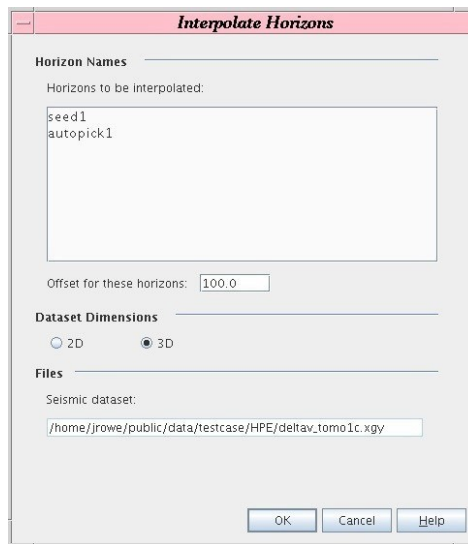 Interpolate Horizons
Horizon Names
Horizons to be interpolated:
seed1
autopick1
Offset for these horizons: 100.0
Dataset Dimensions
2D 3D
Files
Seismic dataset:
/home/jrowe/public/data/testcase/HPE/deltav_tomo1c.xgy
OK Cancel Help